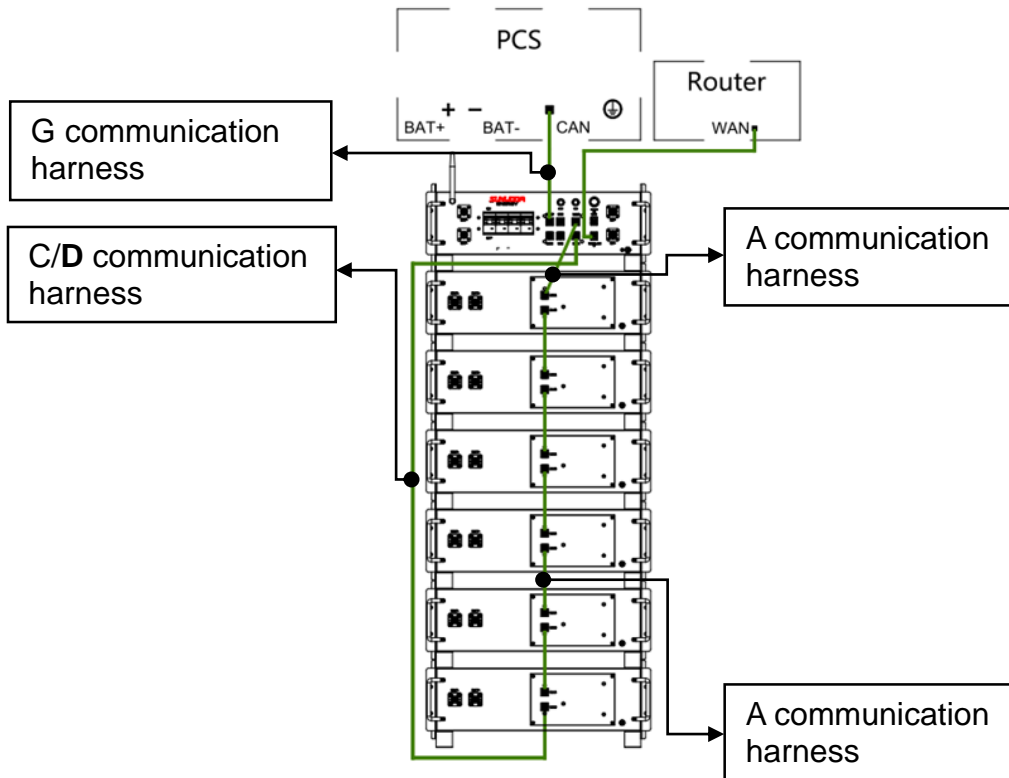 PCS
Router
+ −
BAT+ BAT- CAN
WAN
G communication
harness
C/D communication
harness
A communication
harness
A communication
harness